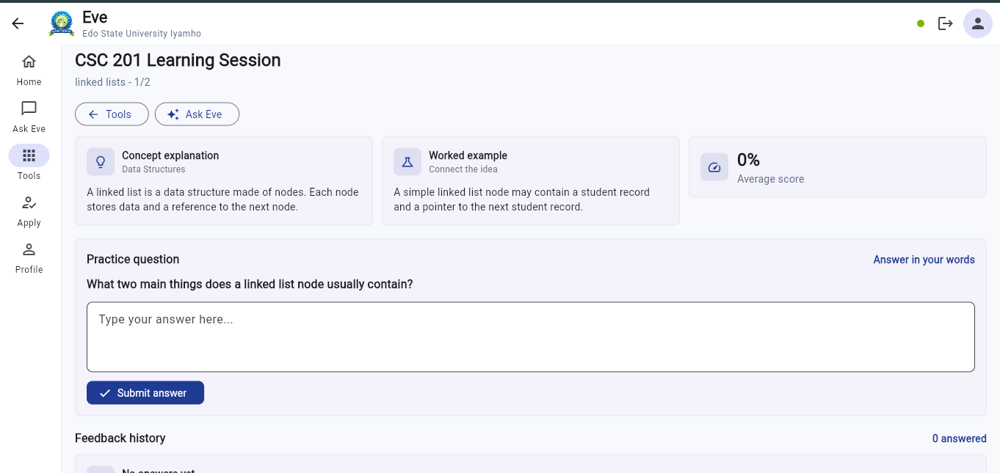 Eve
Edo State University Iyamho
Home
Ask Eve
Tools
Apply
Profile
CSC 201 Learning Session
linked lists - 1/2
Tools
Ask Eve
Concept explanation
Data Structures
A linked list is a data structure made of nodes. Each node
stores data and a reference to the next node.
Worked example
Connect the idea
A simple linked list node may contain a student record
and a pointer to the next student record.
0%
Average score
Practice question
Answer in your words
What two main things does a linked list node usually contain?
Type your answer here...
Submit answer
Feedback history
0 answered
No answers yet